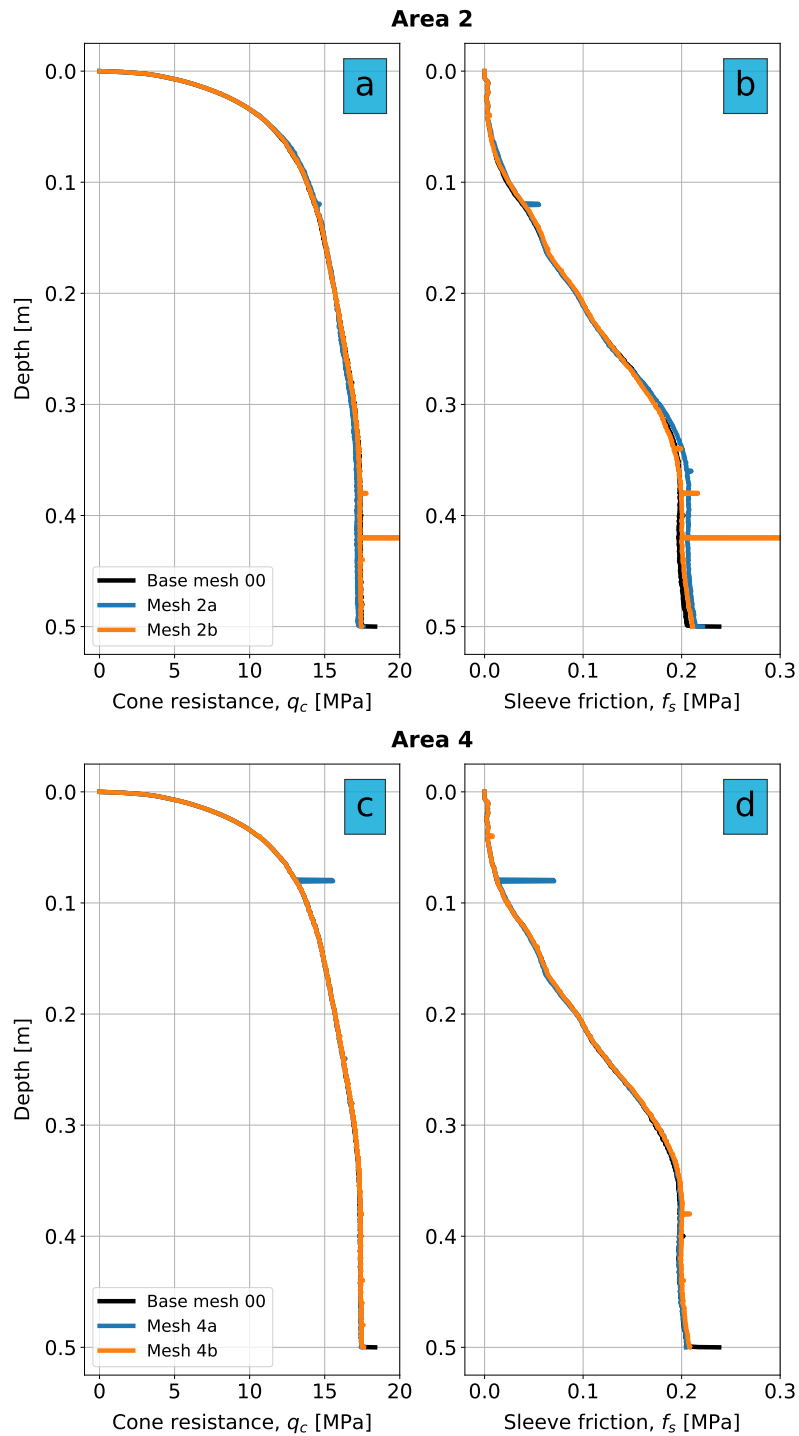 Area 2
a
b
0.0
0.1
0.2
0.3
0.4
0.5
Depth [m]
0.0
0.1
0.2
0.3
0.4
0.5
Base mesh 00
Mesh 2a
Mesh 2b
0 5 10 15 20
0.0 0.1 0.2 0.3
Cone resistance, q_c [MPa]
Sleeve friction, f_s [MPa]
Area 4
c
d
0.0
0.1
0.2
0.3
0.4
0.5
Depth [m]
0.0
0.1
0.2
0.3
0.4
0.5
Base mesh 00
Mesh 4a
Mesh 4b
0 5 10 15 20
0.0 0.1 0.2 0.3
Cone resistance, q_c [MPa]
Sleeve friction, f_s [MPa]